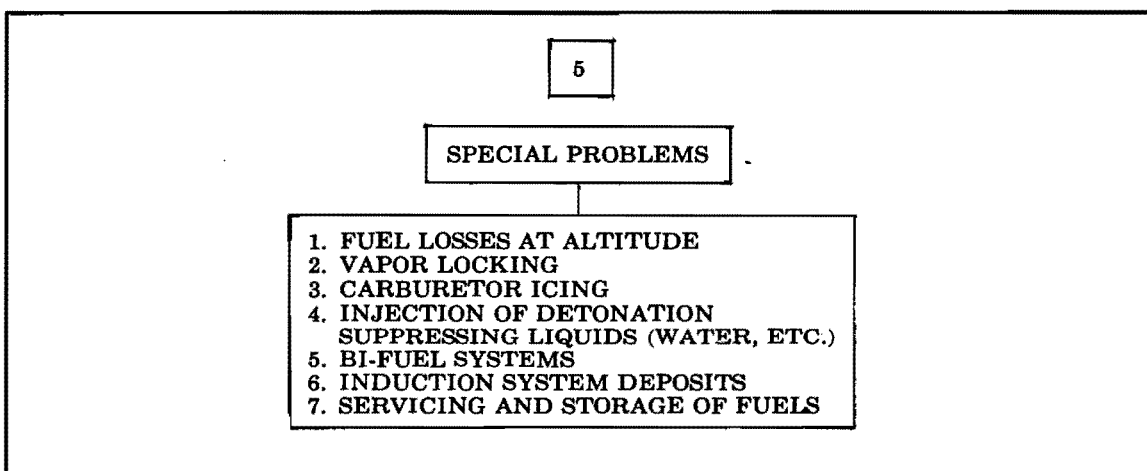 5
SPECIAL PROBLEMS
1. FUEL LOSSES AT ALTITUDE
2. VAPOR LOCKING
3. CARBURETOR ICING
4. INJECTION OF DETONATION
SUPPRESSING LIQUIDS (WATER, ETC.)
5. BI-FUEL SYSTEMS
6. INDUCTION SYSTEM DEPOSITS
7. SERVICING AND STORAGE OF FUELS